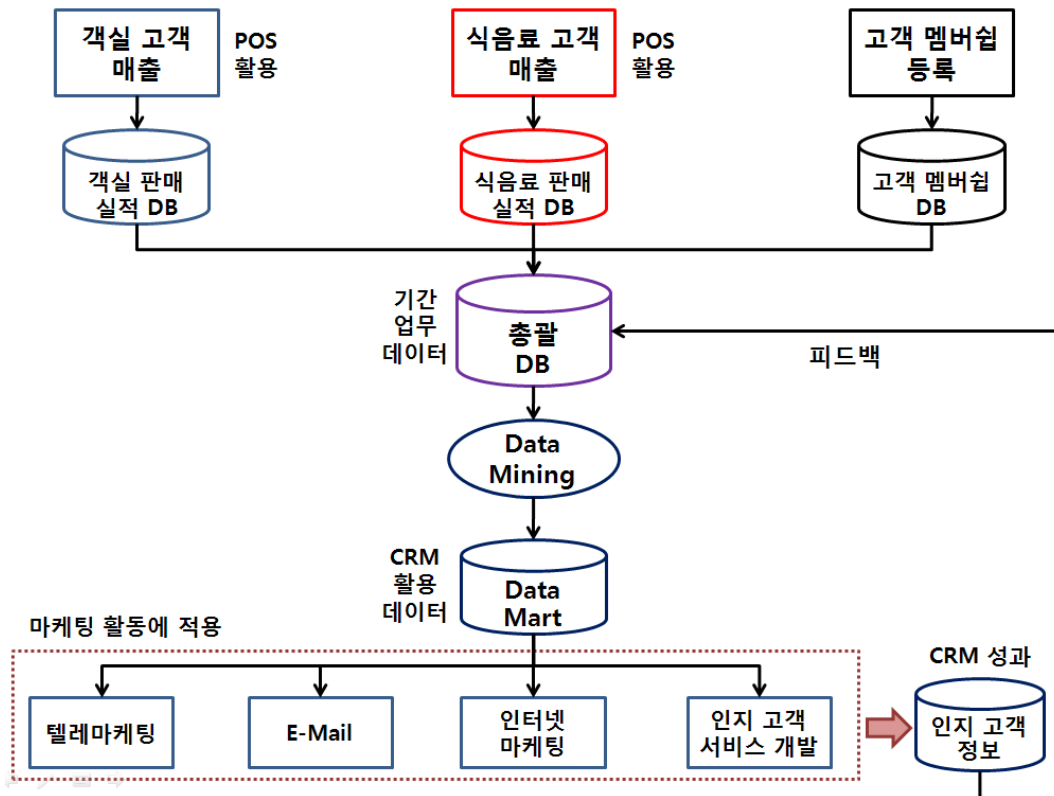 객실 고객
매출
POS
활용
식음료 고객
매출
POS
활용
고객 멤버쉽
등록
객실 판매
실적 DB
식음료 판매
실적 DB
고객 멤버쉽
DB
기간
업무
데이터
총괄
DB
피드백
Data
Mining
CRM
활용
데이터
Data
Mart
마케팅 활동에 적용
텔레마케팅
E-Mail
인터넷
마케팅
인지 고객
서비스 개발
CRM 성과
인지 고객
정보